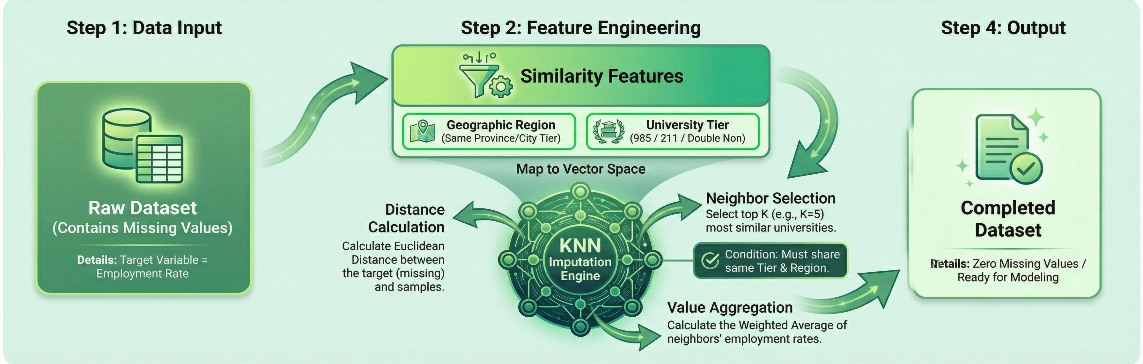 Step 1: Data Input
Raw Dataset
(Contains Missing Values)
Details: Target Variable =
Employment Rate
Step 2: Feature Engineering
Similarity Features
Geographic Region
(Same Province/City Tier)
University Tier
(985 / 211 / Double Non)
Map to Vector Space
KNN
Imputation
Engine
Distance
Calculation
Calculate Euclidean
Distance between
the target (missing)
and samples.
Neighbor Selection
Select top K (e.g., K=5)
most similar universities.
Condition: Must share
same Tier & Region.
Value Aggregation
Calculate the Weighted Average of
neighbors' employment rates.
Step 4: Output
Completed
Dataset
Details: Zero Missing Values /
Ready for Modeling